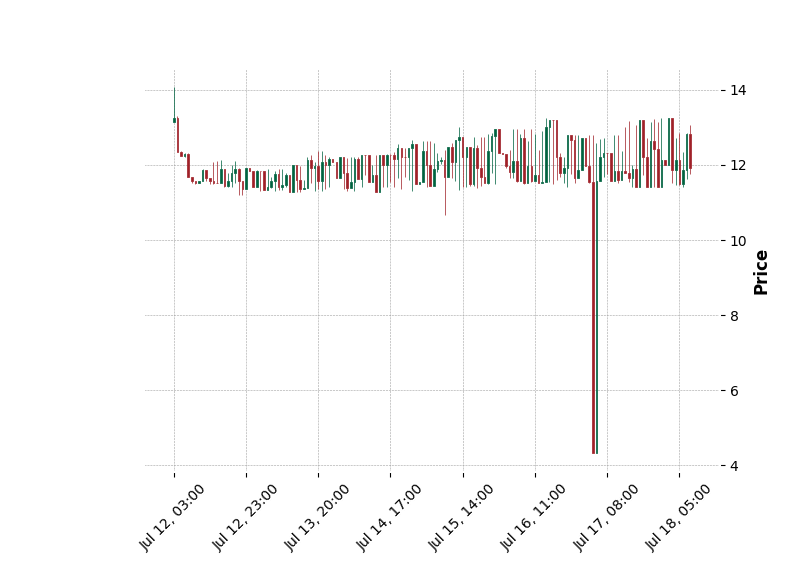 14
12
10
8
6
4
Price
Jul 12, 03:00
Jul 12, 23:00
Jul 13, 20:00
Jul 14, 17:00
Jul 15, 14:00
Jul 16, 11:00
Jul 17, 08:00
Jul 18, 05:00